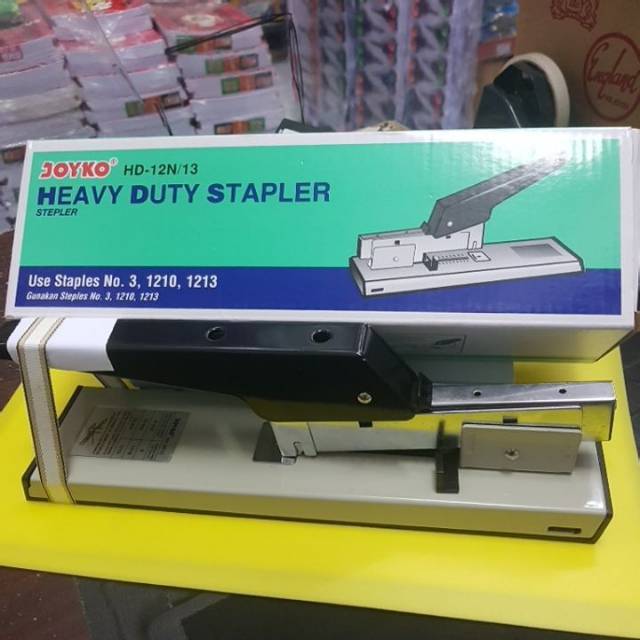 JOYKO® HD-12N/13
HEAVY DUTY STAPLER
STEPLER
Use Staples No. 3, 1210, 1213
Gunakan Steples No. 3, 1210, 1213
England